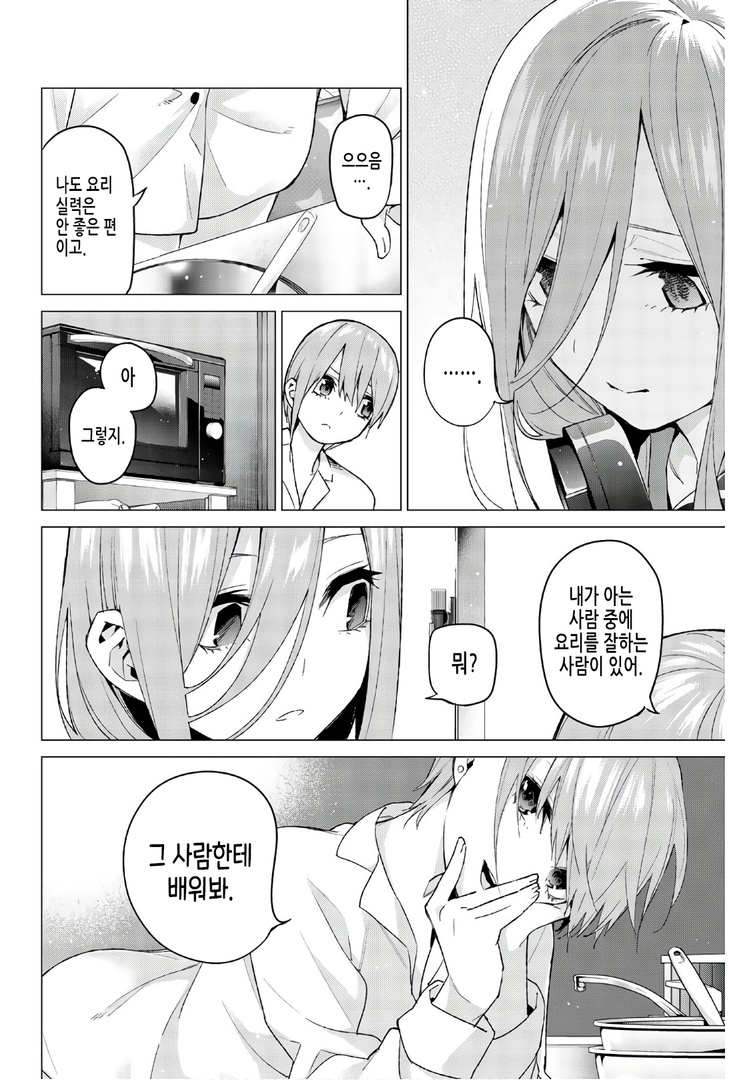 …….
으으음
….
나도 요리
실력은
안 좋은 편
이고.
아
그렇지.
내가 아는
사람 중에
요리를 잘하는
사람이 있어.
뭐?
그 사람한테
배워봐.